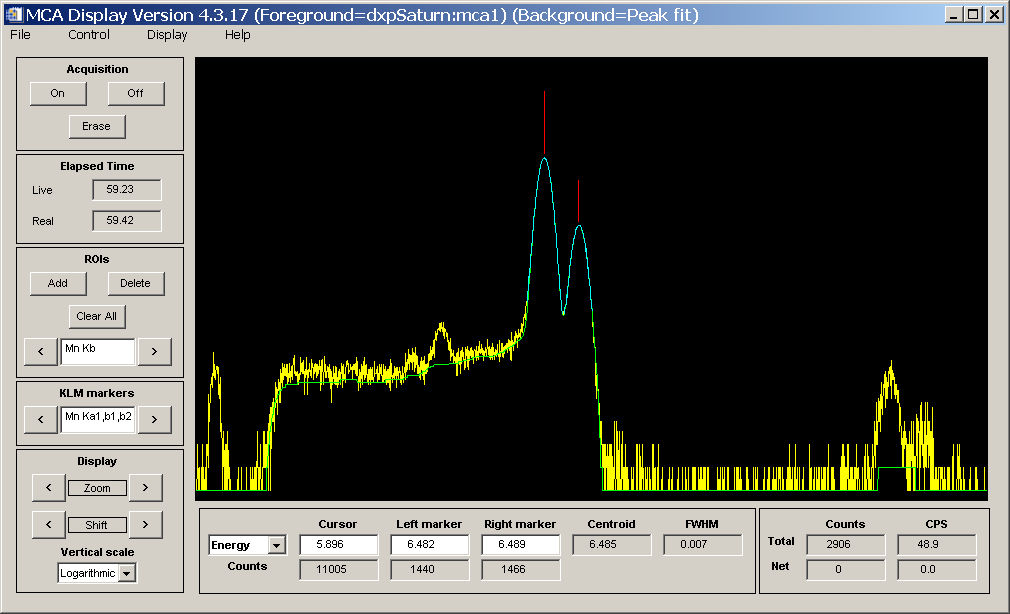 MCA Display Version 4.3.17 (Foreground=dxpSaturn:mca1) (Background=Peak fit)
File Control Display Help
Acquisition
On Off
Erase
Elapsed Time
Live 59.23
Real 59.42
ROIs
Add Delete
Clear All
< Mn Kb >
KLM markers
< Mn Ka1,b1,b2 >
Display
< Zoom >
< Shift >
Vertical scale
Logarithmic
Cursor Left marker Right marker Centroid FWHM
Energy 5.896 6.482 6.489 6.485 0.007
Counts 11005 1440 1466
Counts CPS
Total 2906 48.9
Net 0 0.0